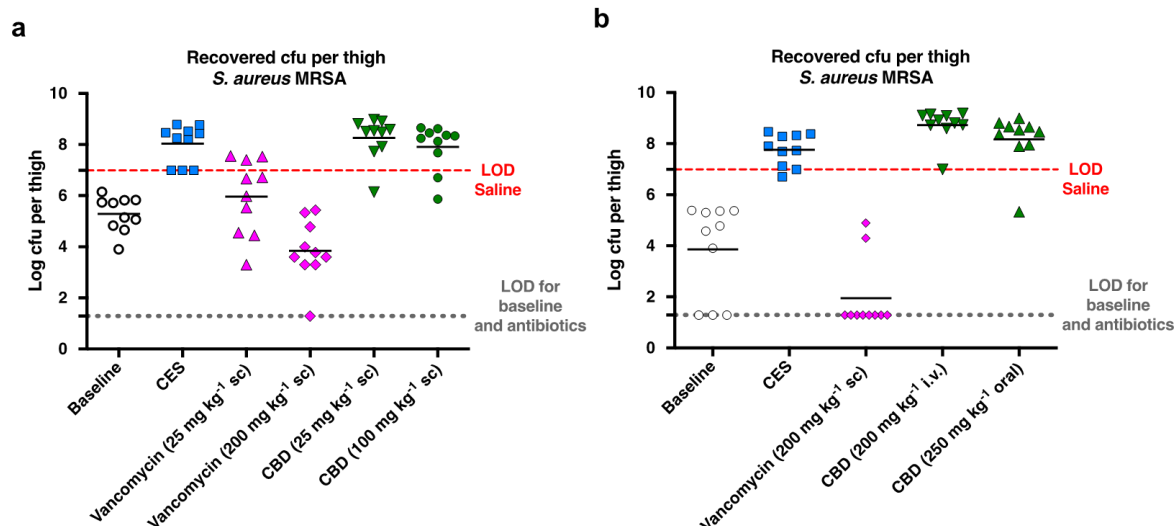 a
Recovered cfu per thigh
S. aureus MRSA
Log cfu per thigh
10
8
6
4
2
0
LOD
Saline
LOD for
baseline
and antibiotics
Baseline
CES
Vancomycin (25 mg kg⁻¹ sc)
Vancomycin (200 mg kg⁻¹ sc)
CBD (25 mg kg⁻¹ sc)
CBD (100 mg kg⁻¹ sc)
b
Recovered cfu per thigh
S. aureus MRSA
Log cfu per thigh
10
8
6
4
2
0
LOD
Saline
LOD for
baseline
and antibiotics
Baseline
CES
Vancomycin (200 mg kg⁻¹ sc)
CBD (200 mg kg⁻¹ i.v.)
CBD (250 mg kg⁻¹ oral)